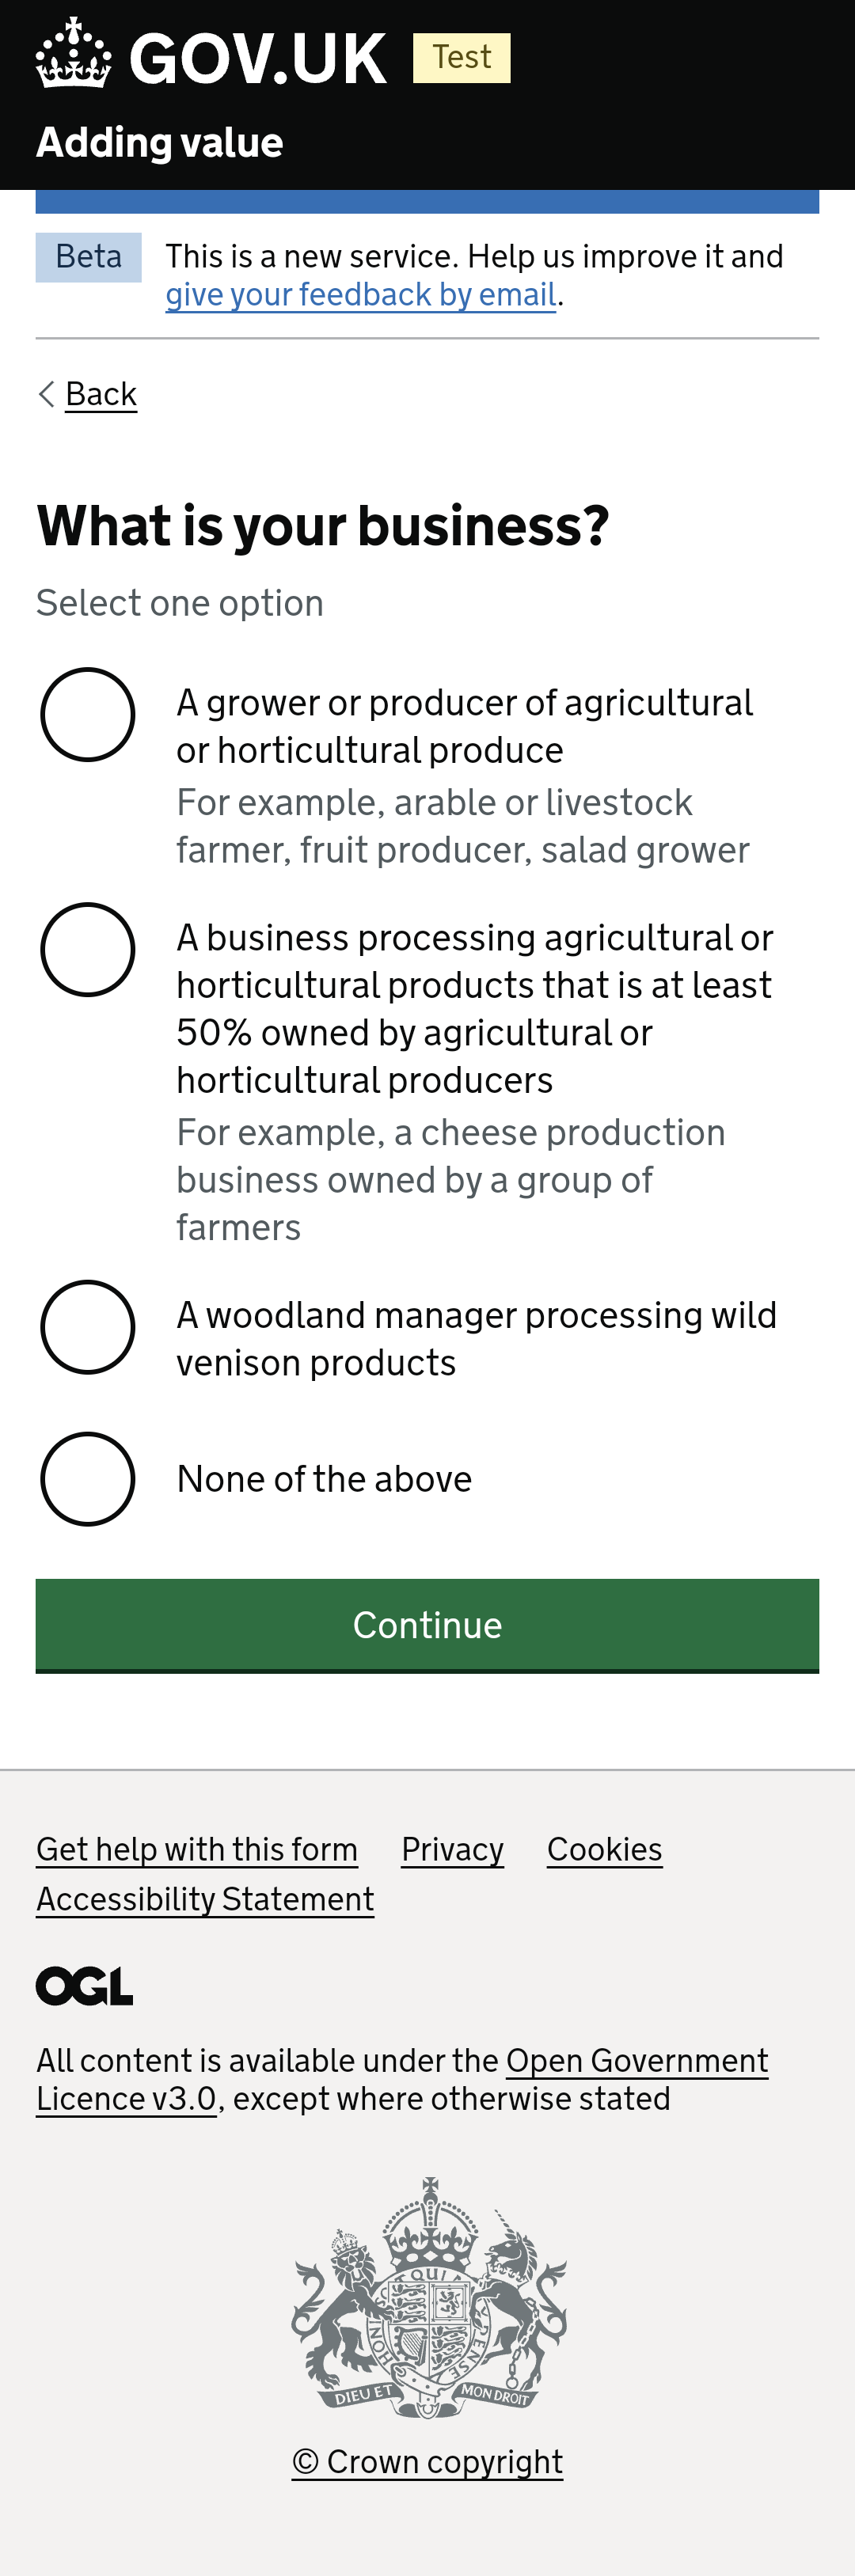 GOV.UK Test
Adding value
Beta
This is a new service. Help us improve it and
give your feedback by email.
Back
What is your business?
Select one option
A grower or producer of agricultural
or horticultural produce
For example, arable or livestock
farmer, fruit producer, salad grower
A business processing agricultural or
horticultural products that is at least
50% owned by agricultural or
horticultural producers
For example, a cheese production
business owned by a group of
farmers
A woodland manager processing wild
venison products
None of the above
Continue
Get help with this form Privacy Cookies
Accessibility Statement
OGL
All content is available under the Open Government
Licence v3.0, except where otherwise stated
QUI
HONI
PENSE
DIEU ET MON DROIT
© Crown copyright